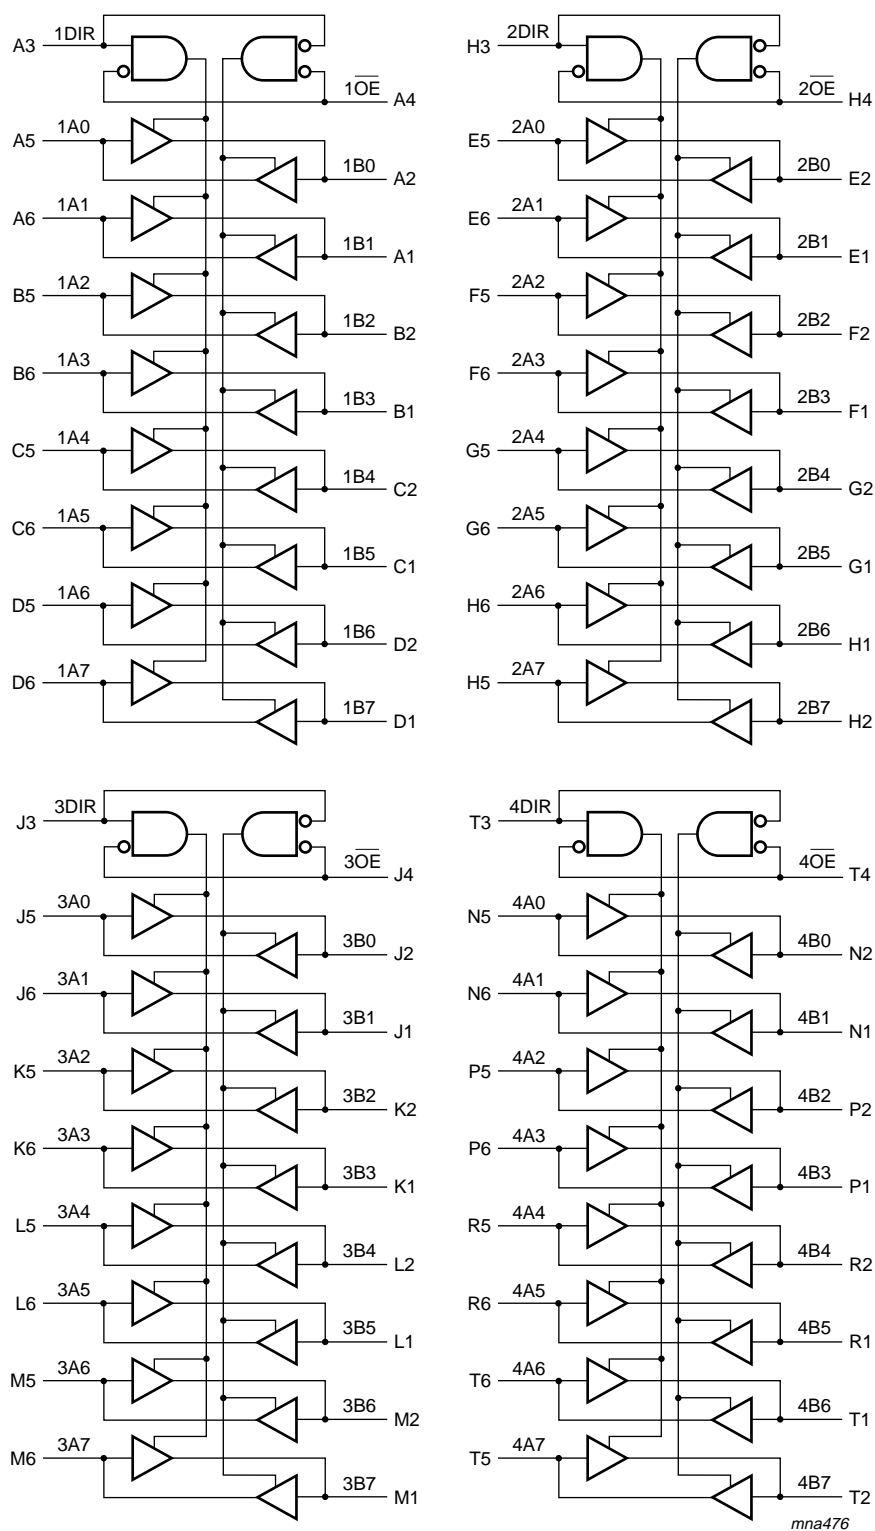 A3 1DIR
1O̅E̅ A4
A5 1A0
1B0 A2
A6 1A1
1B1 A1
B5 1A2
1B2 B2
B6 1A3
1B3 B1
C5 1A4
1B4 C2
C6 1A5
1B5 C1
D5 1A6
1B6 D2
D6 1A7
1B7 D1
H3 2DIR
2O̅E̅ H4
E5 2A0
2B0 E2
E6 2A1
2B1 E1
F5 2A2
2B2 F2
F6 2A3
2B3 F1
G5 2A4
2B4 G2
G6 2A5
2B5 G1
H6 2A6
2B6 H1
H5 2A7
2B7 H2
J3 3DIR
3O̅E̅ J4
J5 3A0
3B0 J2
J6 3A1
3B1 J1
K5 3A2
3B2 K2
K6 3A3
3B3 K1
L5 3A4
3B4 L2
L6 3A5
3B5 L1
M5 3A6
3B6 M2
M6 3A7
3B7 M1
T3 4DIR
4O̅E̅ T4
N5 4A0
4B0 N2
N6 4A1
4B1 N1
P5 4A2
4B2 P2
P6 4A3
4B3 P1
R5 4A4
4B4 R2
R6 4A5
4B5 R1
T6 4A6
4B6 T1
T5 4A7
4B7 T2
mna476